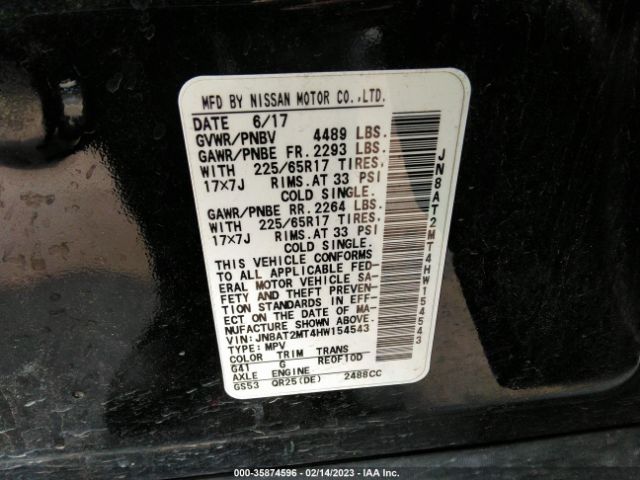 MFD BY NISSAN MOTOR CO.,LTD.
DATE 6/17
GVWR/PNBV 4489 LBS.
GAWR/PNBE FR. 2293 LBS.
WITH 225/65R17 TIRES.
17×7J RIMS. AT 33 PSI
COLD SINGLE.
GAWR/PNBE RR. 2264 LBS.
WITH 225/65R17 TIRES.
17×7J RIMS. AT 33 PSI
COLD SINGLE.
THIS VEHICLE CONFORMS
TO ALL APPLICABLE FED-
ERAL MOTOR VEHICLE SA-
FETY AND THEFT PREVEN-
TION STANDARDS IN EFF-
ECT ON THE DATE OF MA-
NUFACTURE SHOWN ABOVE.
VIN: JN8AT2MT4HW154543
TYPE: MPV
COLOR TRIM TRANS
G41 G RE0F10D
AXLE ENGINE
GS53 QR25(DE) 2488CC
JN8AT2MT4HW154543
000-35874596 - 02/14/2023 - IAA Inc.